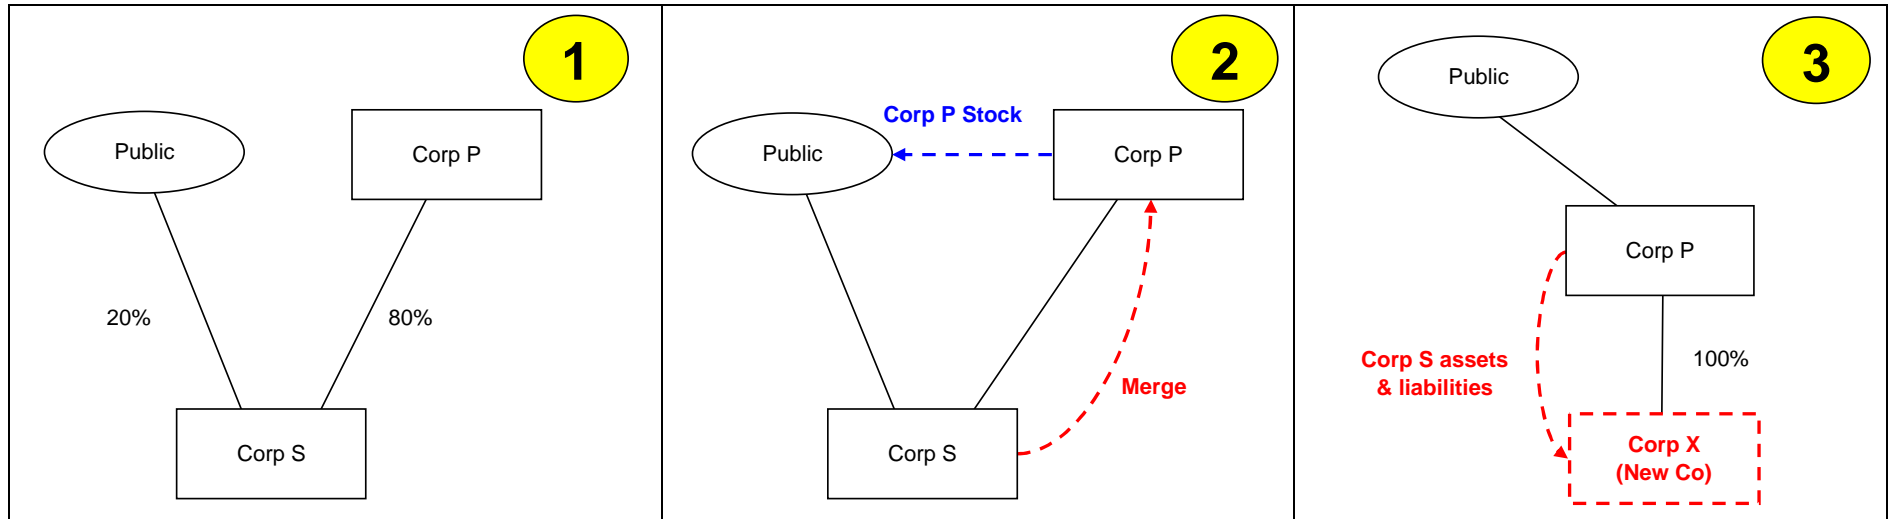 1
Public
Corp P
20%
80%
Corp S
2
Corp P Stock
Public
Corp P
Merge
Corp S
3
Public
Corp P
Corp S assets
& liabilities
100%
Corp X
(New Co)